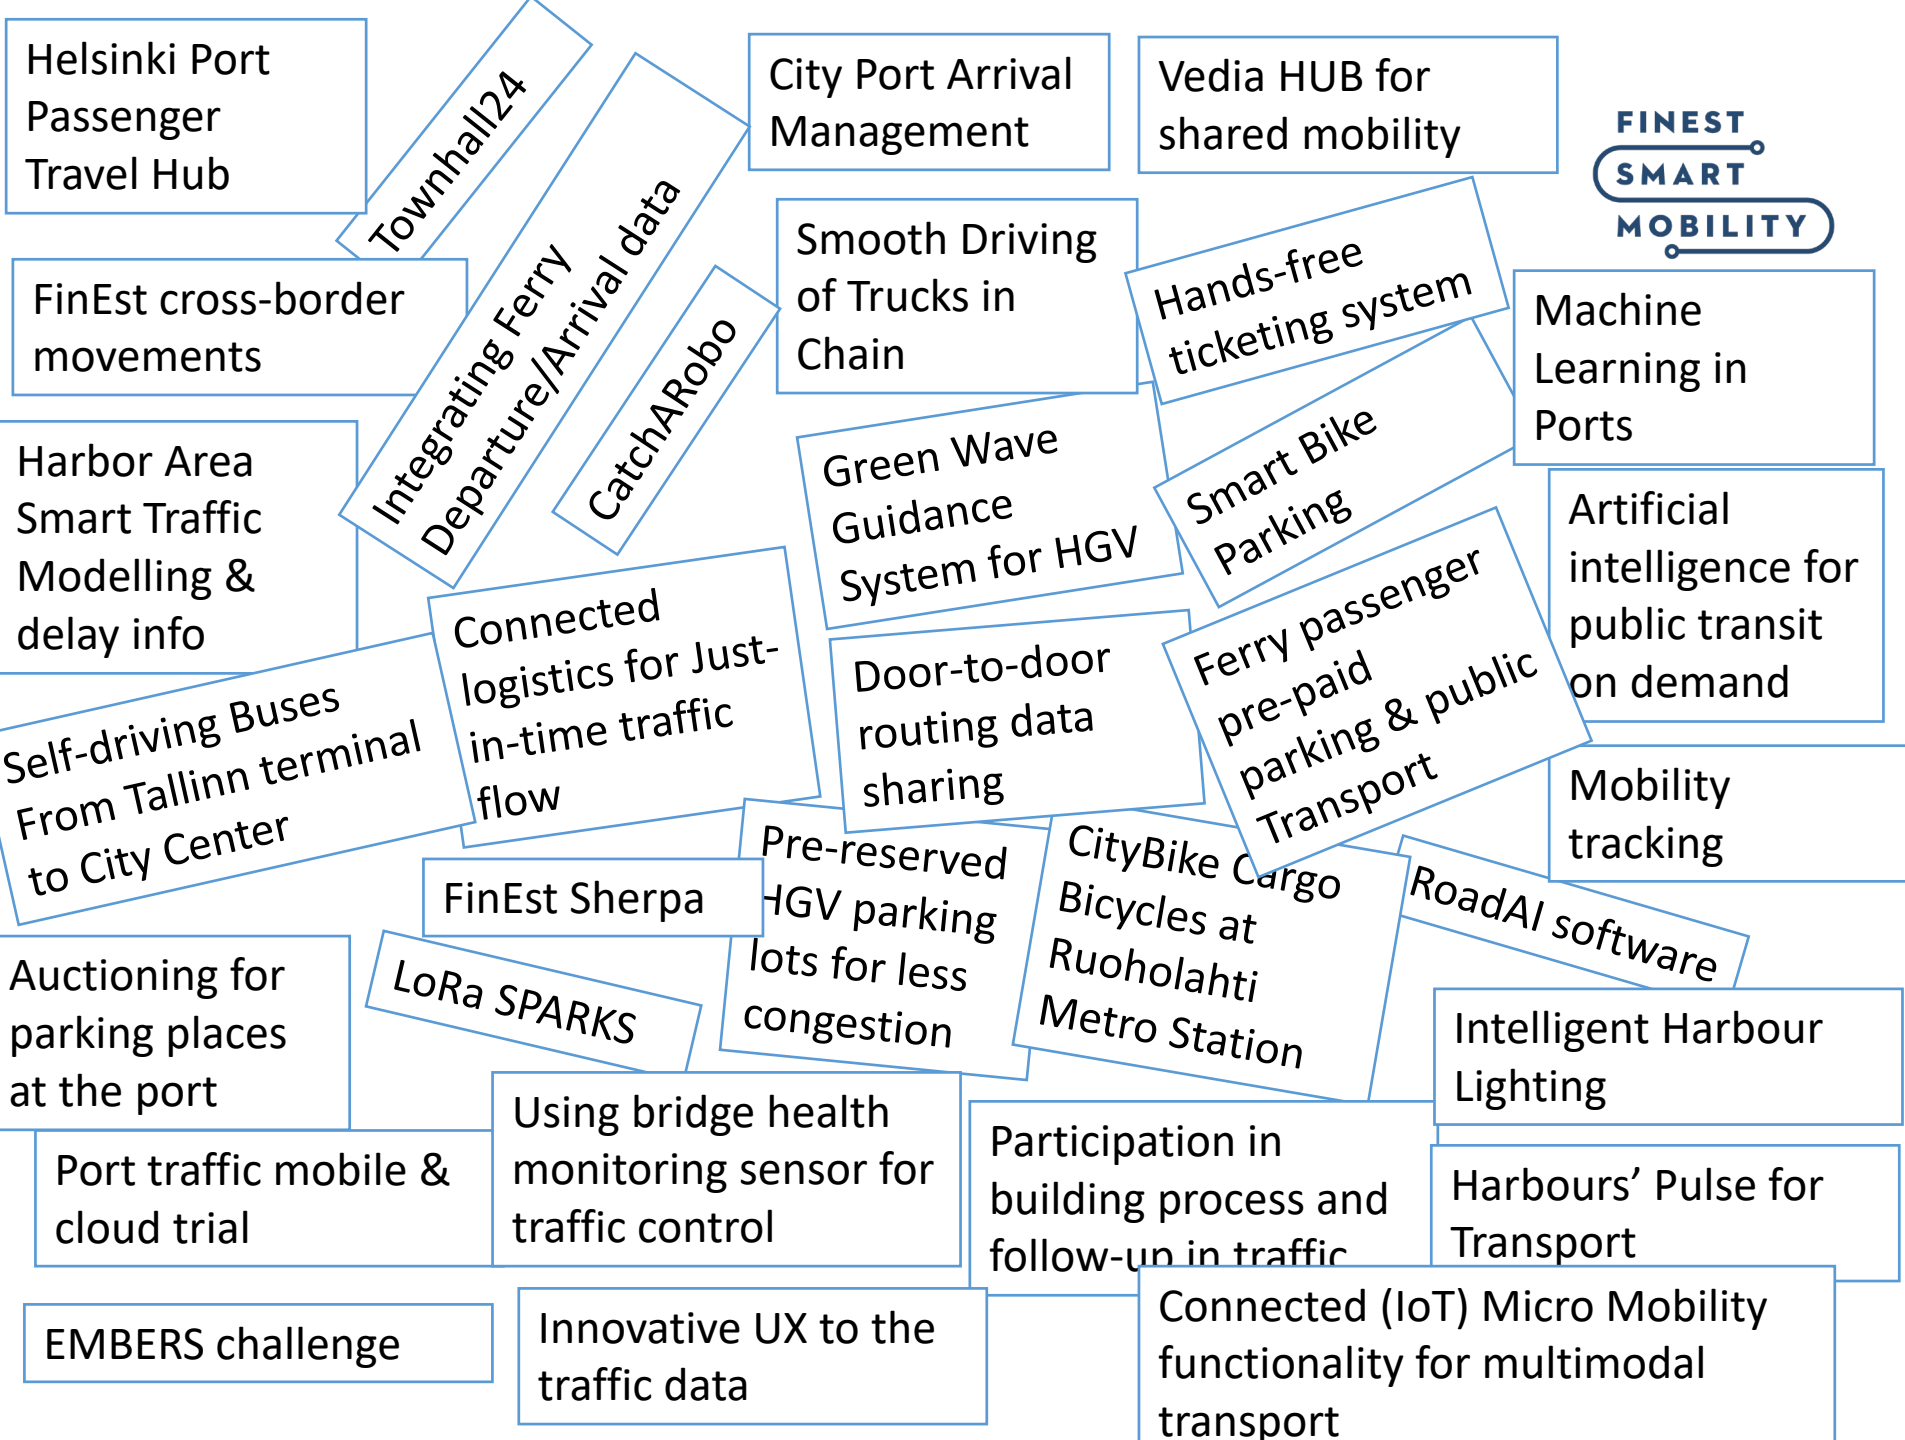 Helsinki Port
Passenger
Travel Hub
Townhall24
Integrating Ferry
Departure/Arrival data
City Port Arrival
Management
Vedia HUB for
shared mobility
FINEST
SMART
MOBILITY
FinEst cross-border
movements
CatchARobo
Smooth Driving
of Trucks in
Chain
Hands-free
ticketing system
Machine
Learning in
Ports
Harbor Area
Smart Traffic
Modelling &
delay info
Green Wave
Guidance
System for HGV
Smart Bike
Parking
Artificial
intelligence for
public transit
on demand
Self-driving Buses
From Tallinn terminal
to City Center
Connected
logistics for Just-
in-time traffic
flow
Door-to-door
routing data
sharing
Ferry passenger
pre-paid
parking & public
Transport
Mobility
tracking
FinEst Sherpa
Pre-reserved
HGV parking
lots for less
congestion
CityBike Cargo
Bicycles at
Ruoholahti
Metro Station
RoadAI software
Auctioning for
parking places
at the port
LoRa SPARKS
Intelligent Harbour
Lighting
Port traffic mobile &
cloud trial
Using bridge health
monitoring sensor for
traffic control
Participation in
building process and
follow-up in traffic
Harbours’ Pulse for
Transport
EMBERS challenge
Innovative UX to the
traffic data
Connected (IoT) Micro Mobility
functionality for multimodal
transport